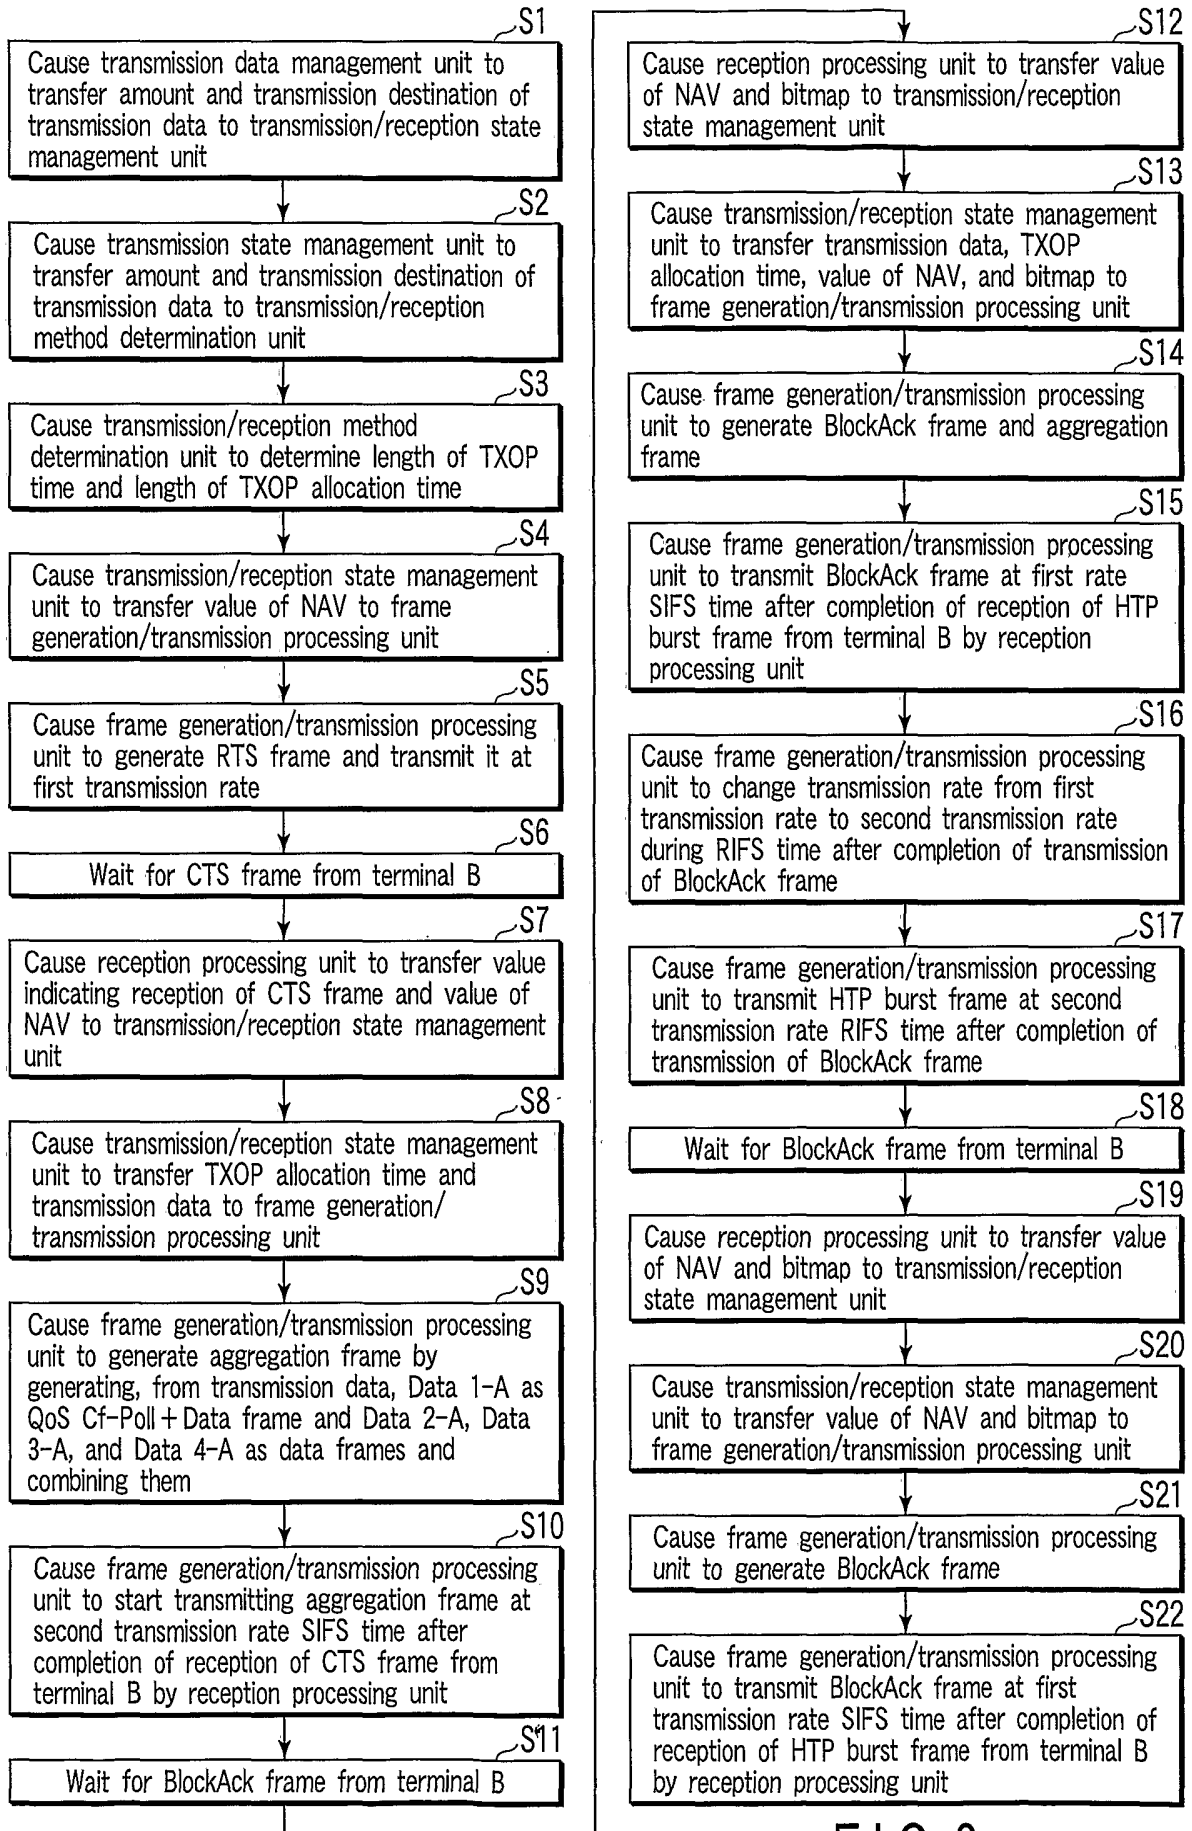 S1
Cause transmission data management unit to
transfer amount and transmission destination of
transmission data to transmission/reception state
management unit
S2
Cause transmission state management unit to
transfer amount and transmission destination of
transmission data to transmission/reception
method determination unit
S3
Cause transmission/reception method
determination unit to determine length of TXOP
time and length of TXOP allocation time
S4
Cause transmission/reception state management
unit to transfer value of NAV to frame
generation/transmission processing unit
S5
Cause frame generation/transmission processing
unit to generate RTS frame and transmit it at
first transmission rate
S6
Wait for CTS frame from terminal B
S7
Cause reception processing unit to transfer value
indicating reception of CTS frame and value of
NAV to transmission/reception state management
unit
S8
Cause transmission/reception state management
unit to transfer TXOP allocation time and
transmission data to frame generation/
transmission processing unit
S9
Cause frame generation/transmission processing
unit to generate aggregation frame by
generating, from transmission data, Data 1-A as
QoS Cf-Poll+Data frame and Data 2-A, Data
3-A, and Data 4-A as data frames and
combining them
S10
Cause frame generation/transmission processing
unit to start transmitting aggregation frame at
second transmission rate SIFS time after
completion of reception of CTS frame from
terminal B by reception processing unit
S11
Wait for BlockAck frame from terminal B
S12
Cause reception processing unit to transfer value
of NAV and bitmap to transmission/reception
state management unit
S13
Cause transmission/reception state management
unit to transfer transmission data, TXOP
allocation time, value of NAV, and bitmap to
frame generation/transmission processing unit
S14
Cause frame generation/transmission processing
unit to generate BlockAck frame and aggregation
frame
S15
Cause frame generation/transmission processing
unit to transmit BlockAck frame at first rate
SIFS time after completion of reception of HTP
burst frame from terminal B by reception
processing unit
S16
Cause frame generation/transmission processing
unit to change transmission rate from first
transmission rate to second transmission rate
during RIFS time after completion of transmission
of BlockAck frame
S17
Cause frame generation/transmission processing
unit to transmit HTP burst frame at second
transmission rate RIFS time after completion of
transmission of BlockAck frame
S18
Wait for BlockAck frame from terminal B
S19
Cause reception processing unit to transfer value
of NAV and bitmap to transmission/reception
state management unit
S20
Cause transmission/reception state management
unit to transfer value of NAV and bitmap to
frame generation/transmission processing unit
S21
Cause frame generation/transmission processing
unit to generate BlockAck frame
S22
Cause frame generation/transmission processing
unit to transmit BlockAck frame at first
transmission rate SIFS time after completion of
reception of HTP burst frame from terminal B
by reception processing unit